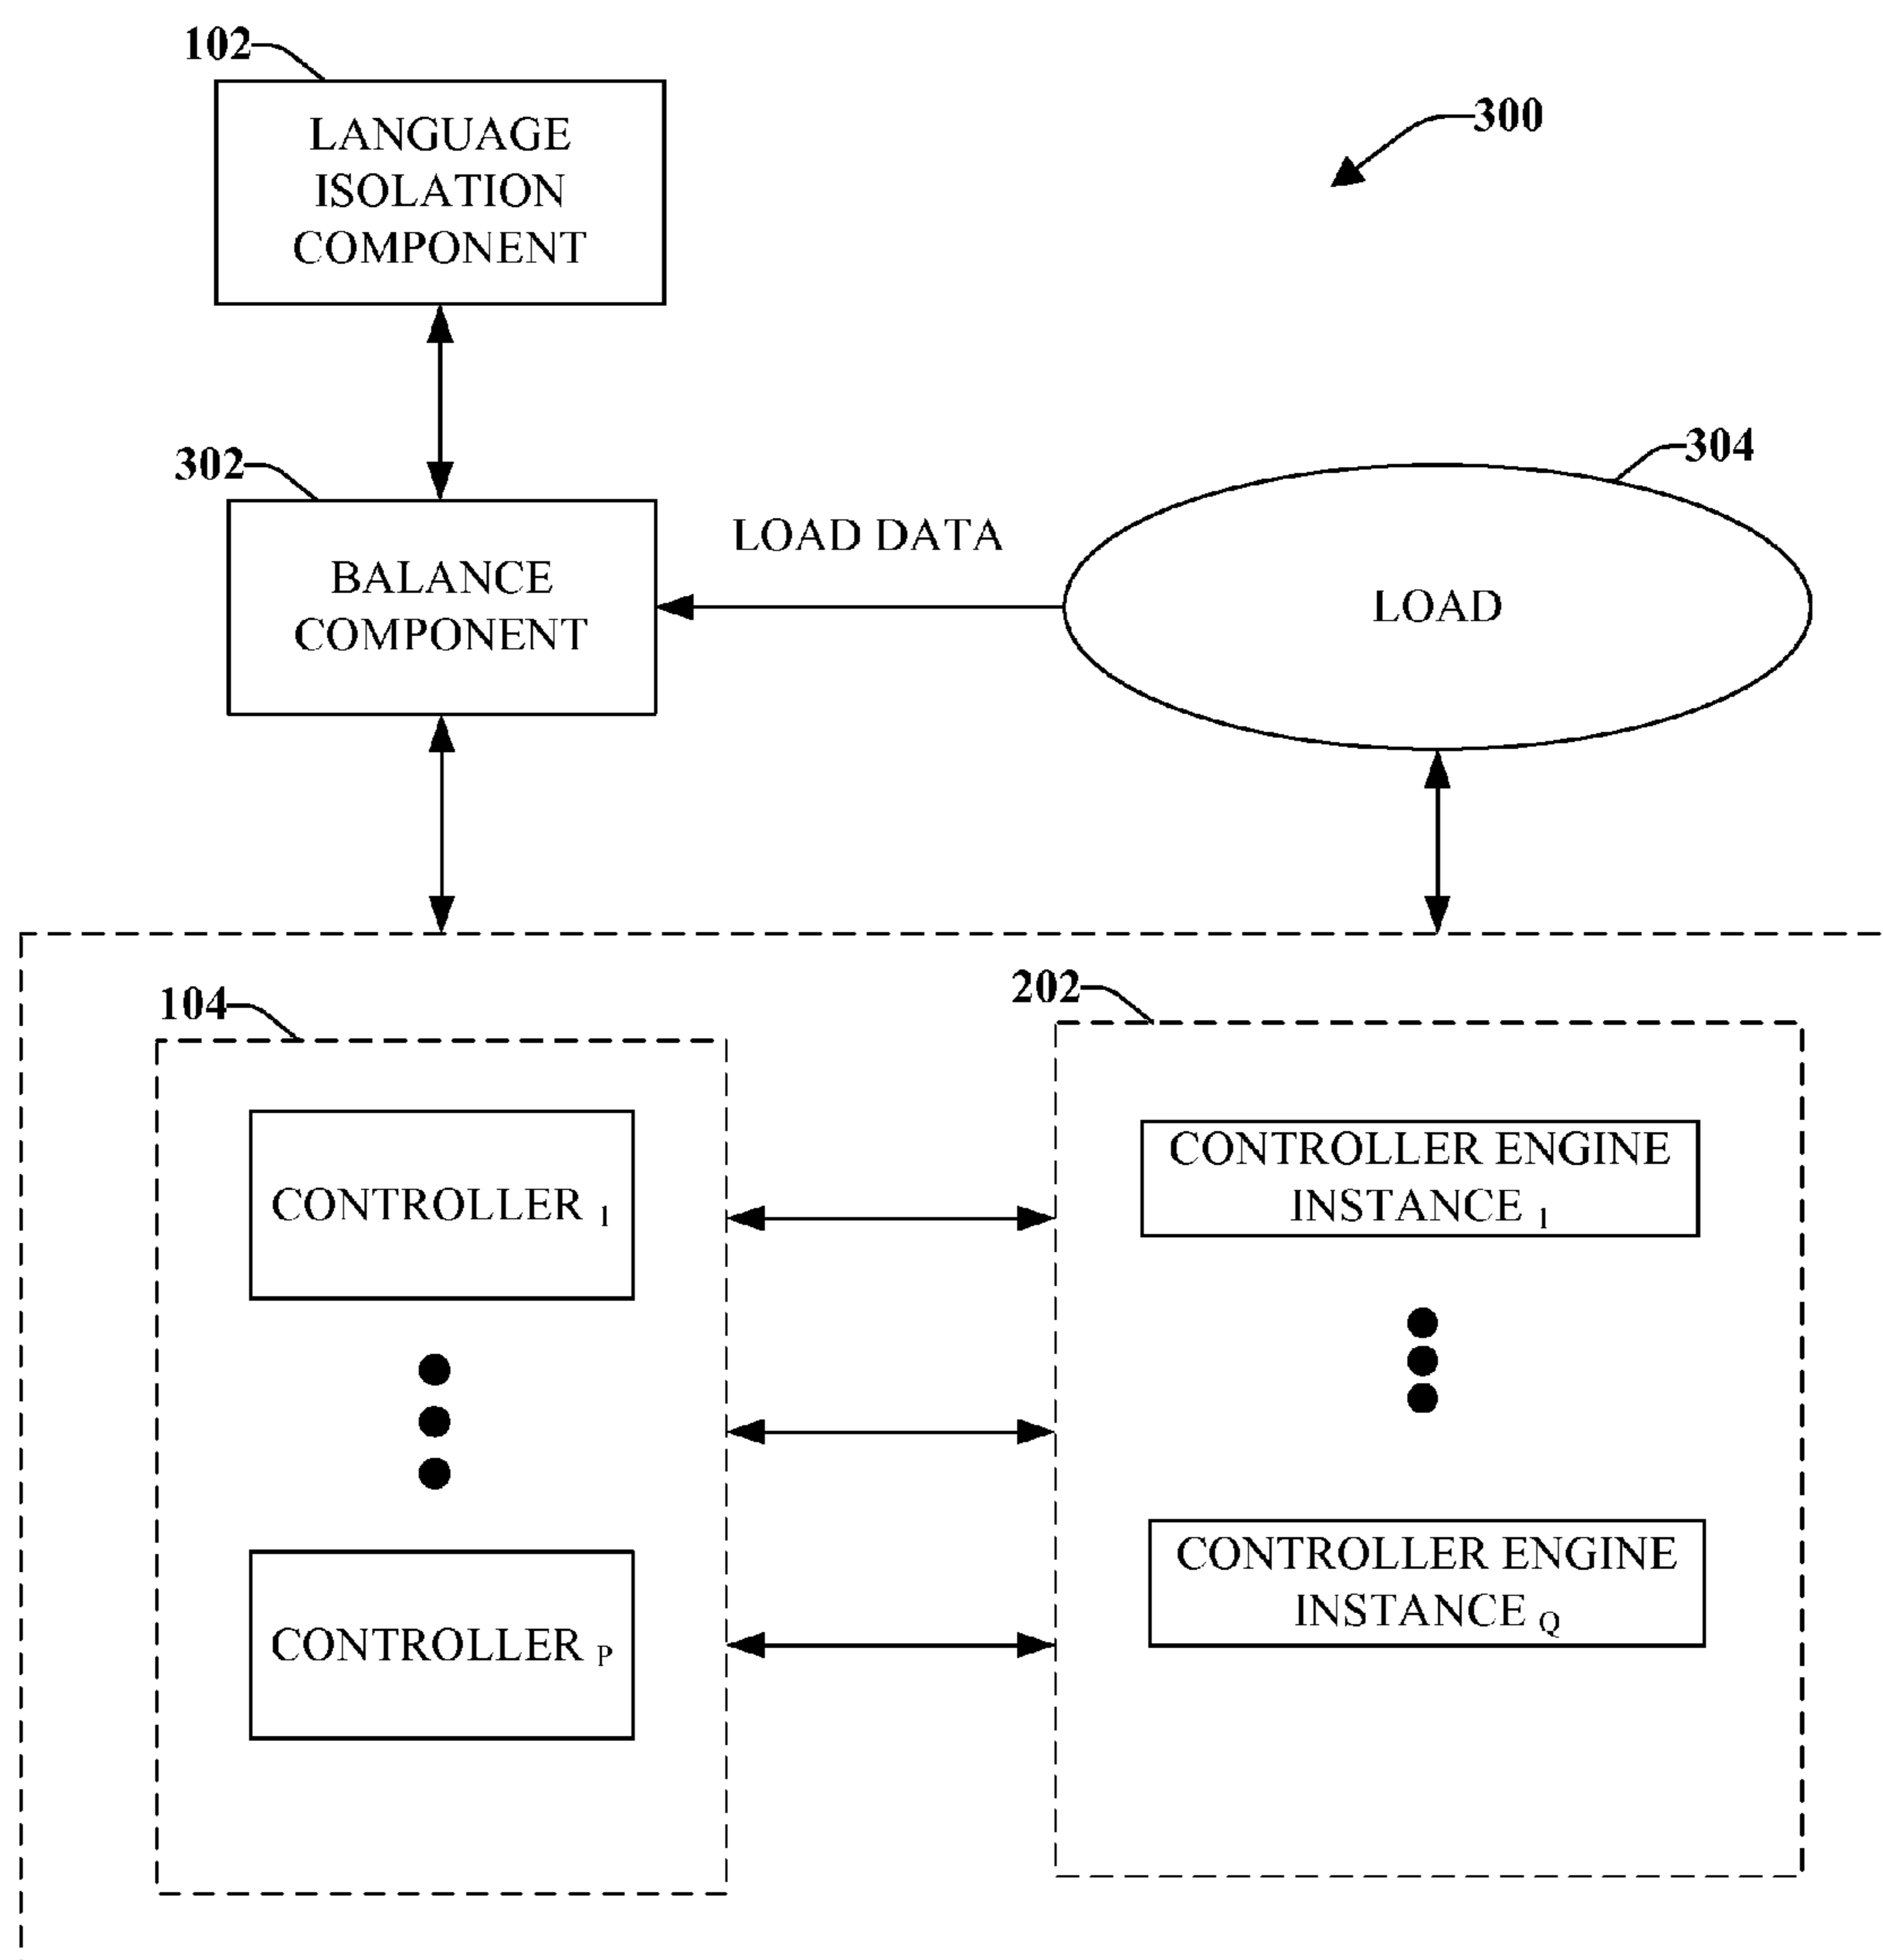 102
LANGUAGE
ISOLATION
COMPONENT
300
302
BALANCE
COMPONENT
LOAD DATA
304
LOAD
104
CONTROLLER 1
CONTROLLER P
202
CONTROLLER ENGINE
INSTANCE 1
CONTROLLER ENGINE
INSTANCE Q